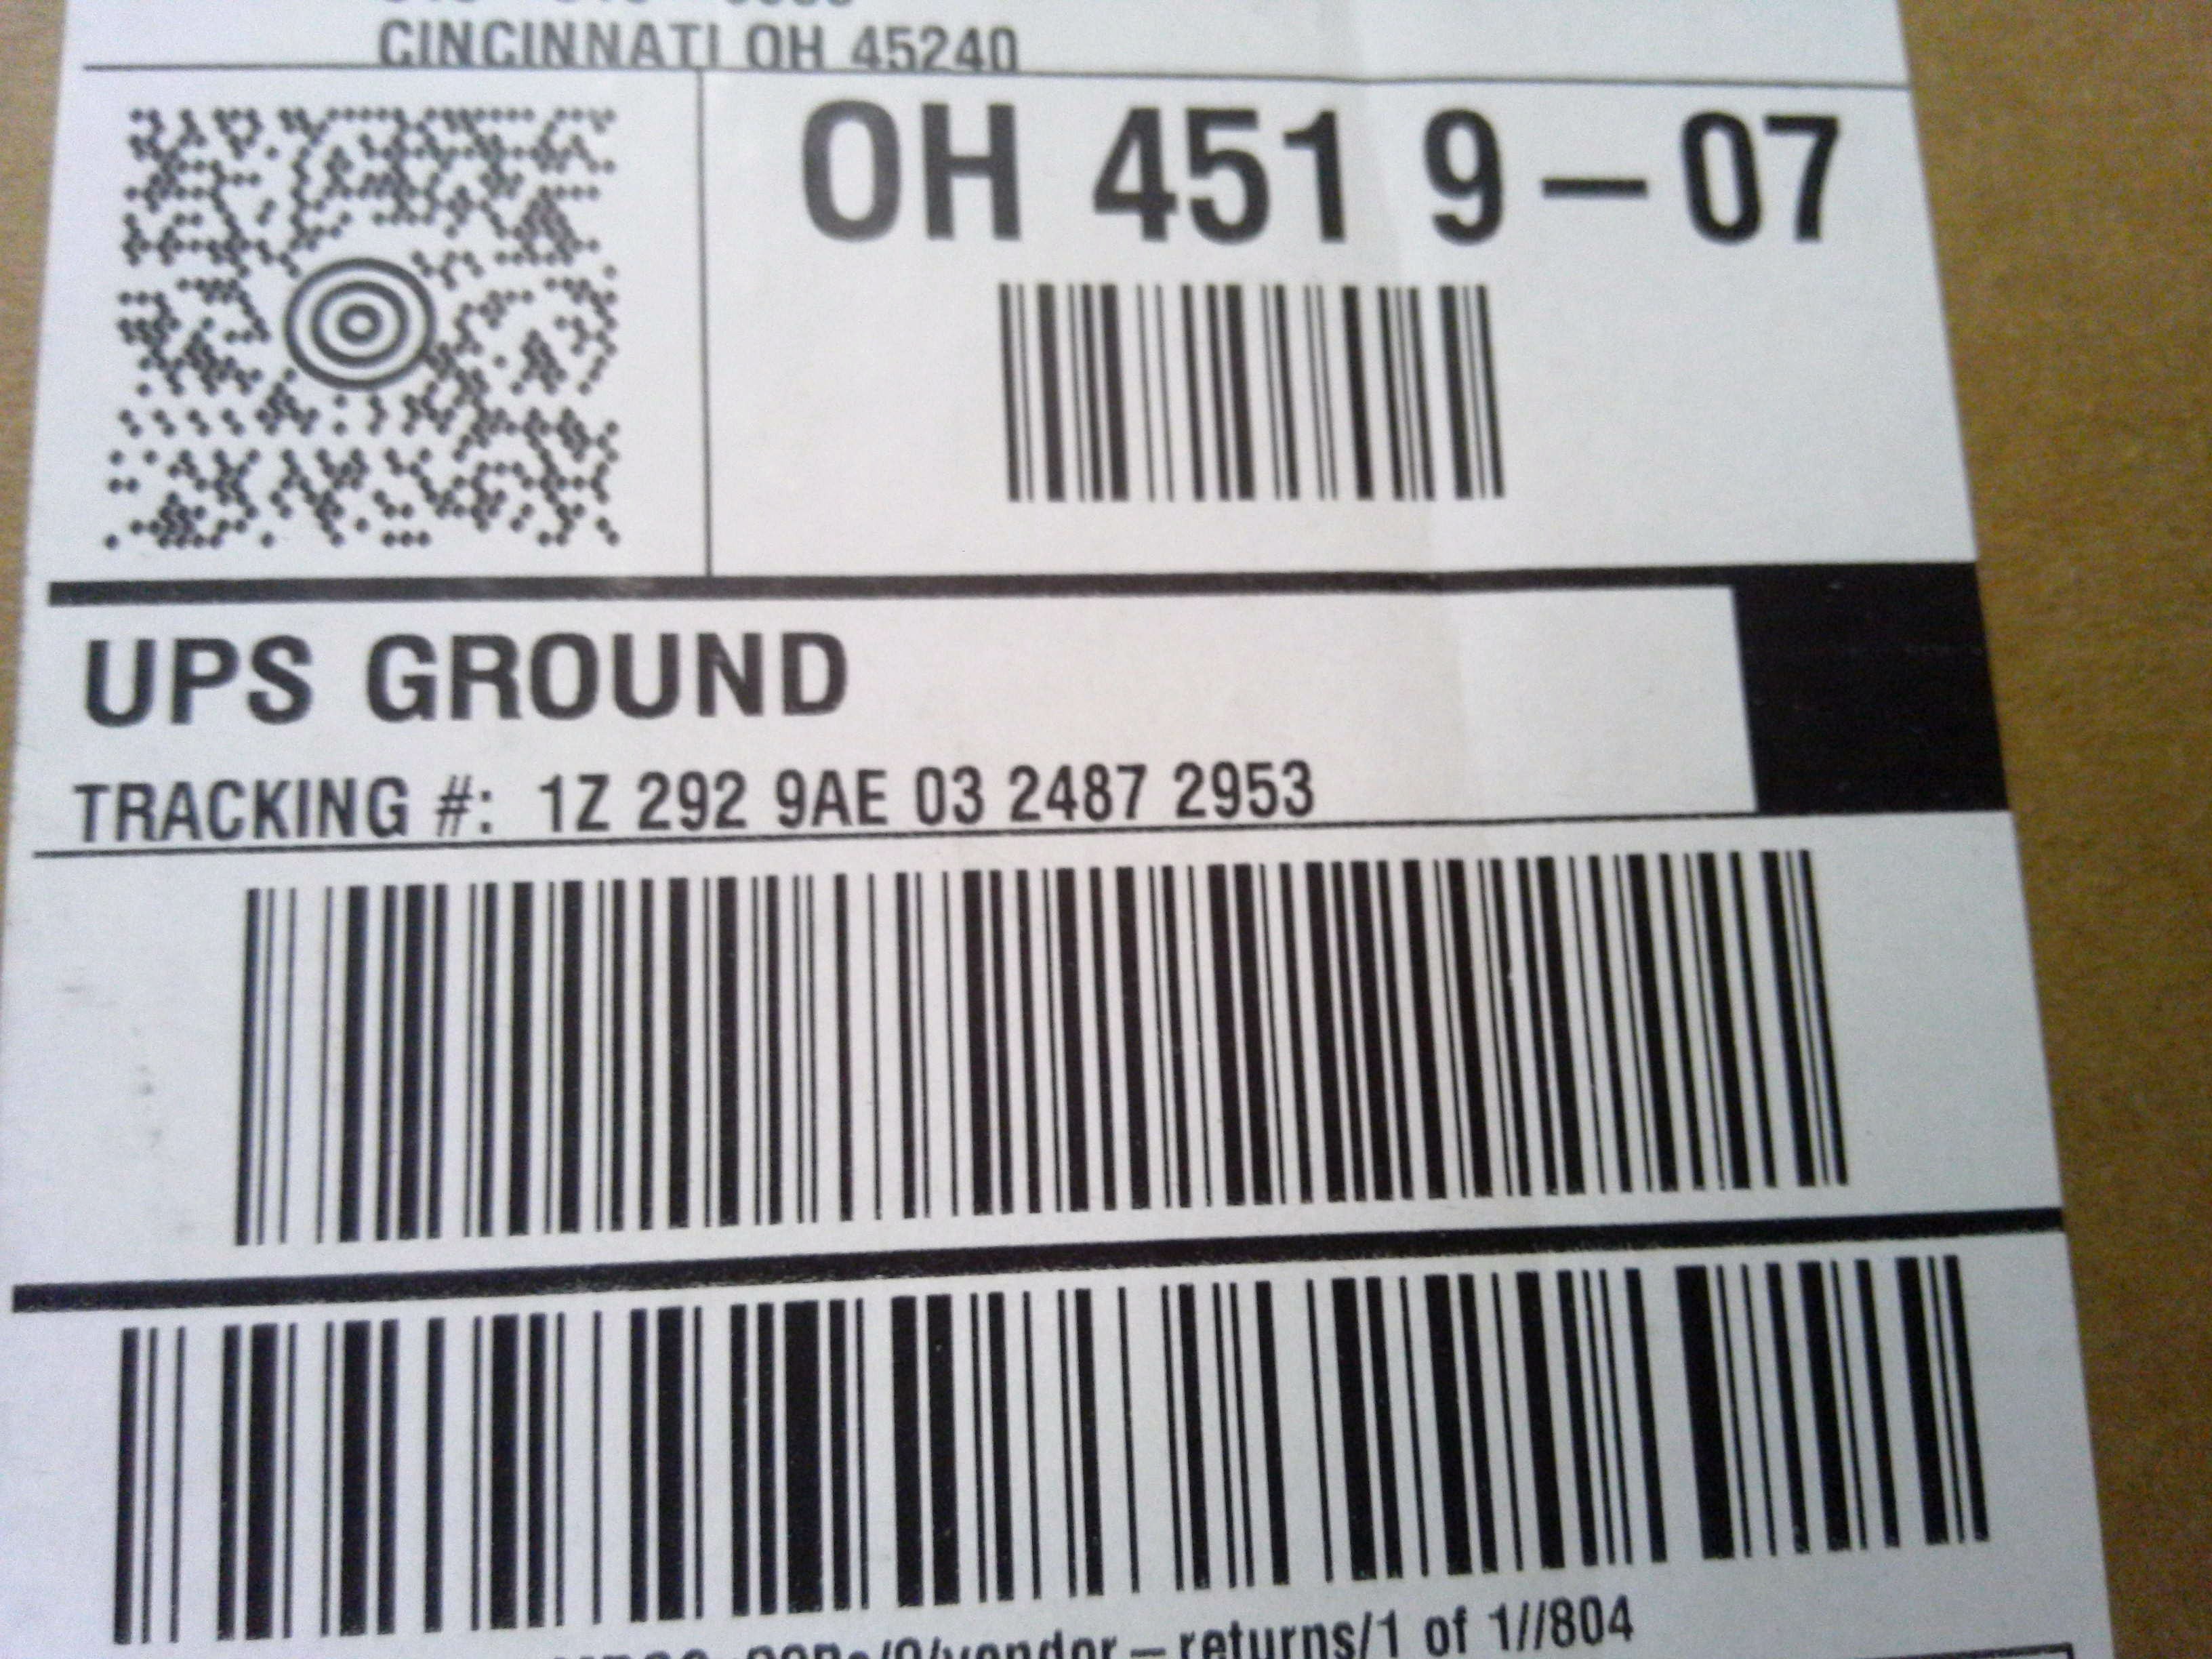 CINCINNATI OH 45240
OH 451 9-07
UPS GROUND
TRACKING #: 1Z 292 9AE 03 2487 2953
returns/1 of 1//804